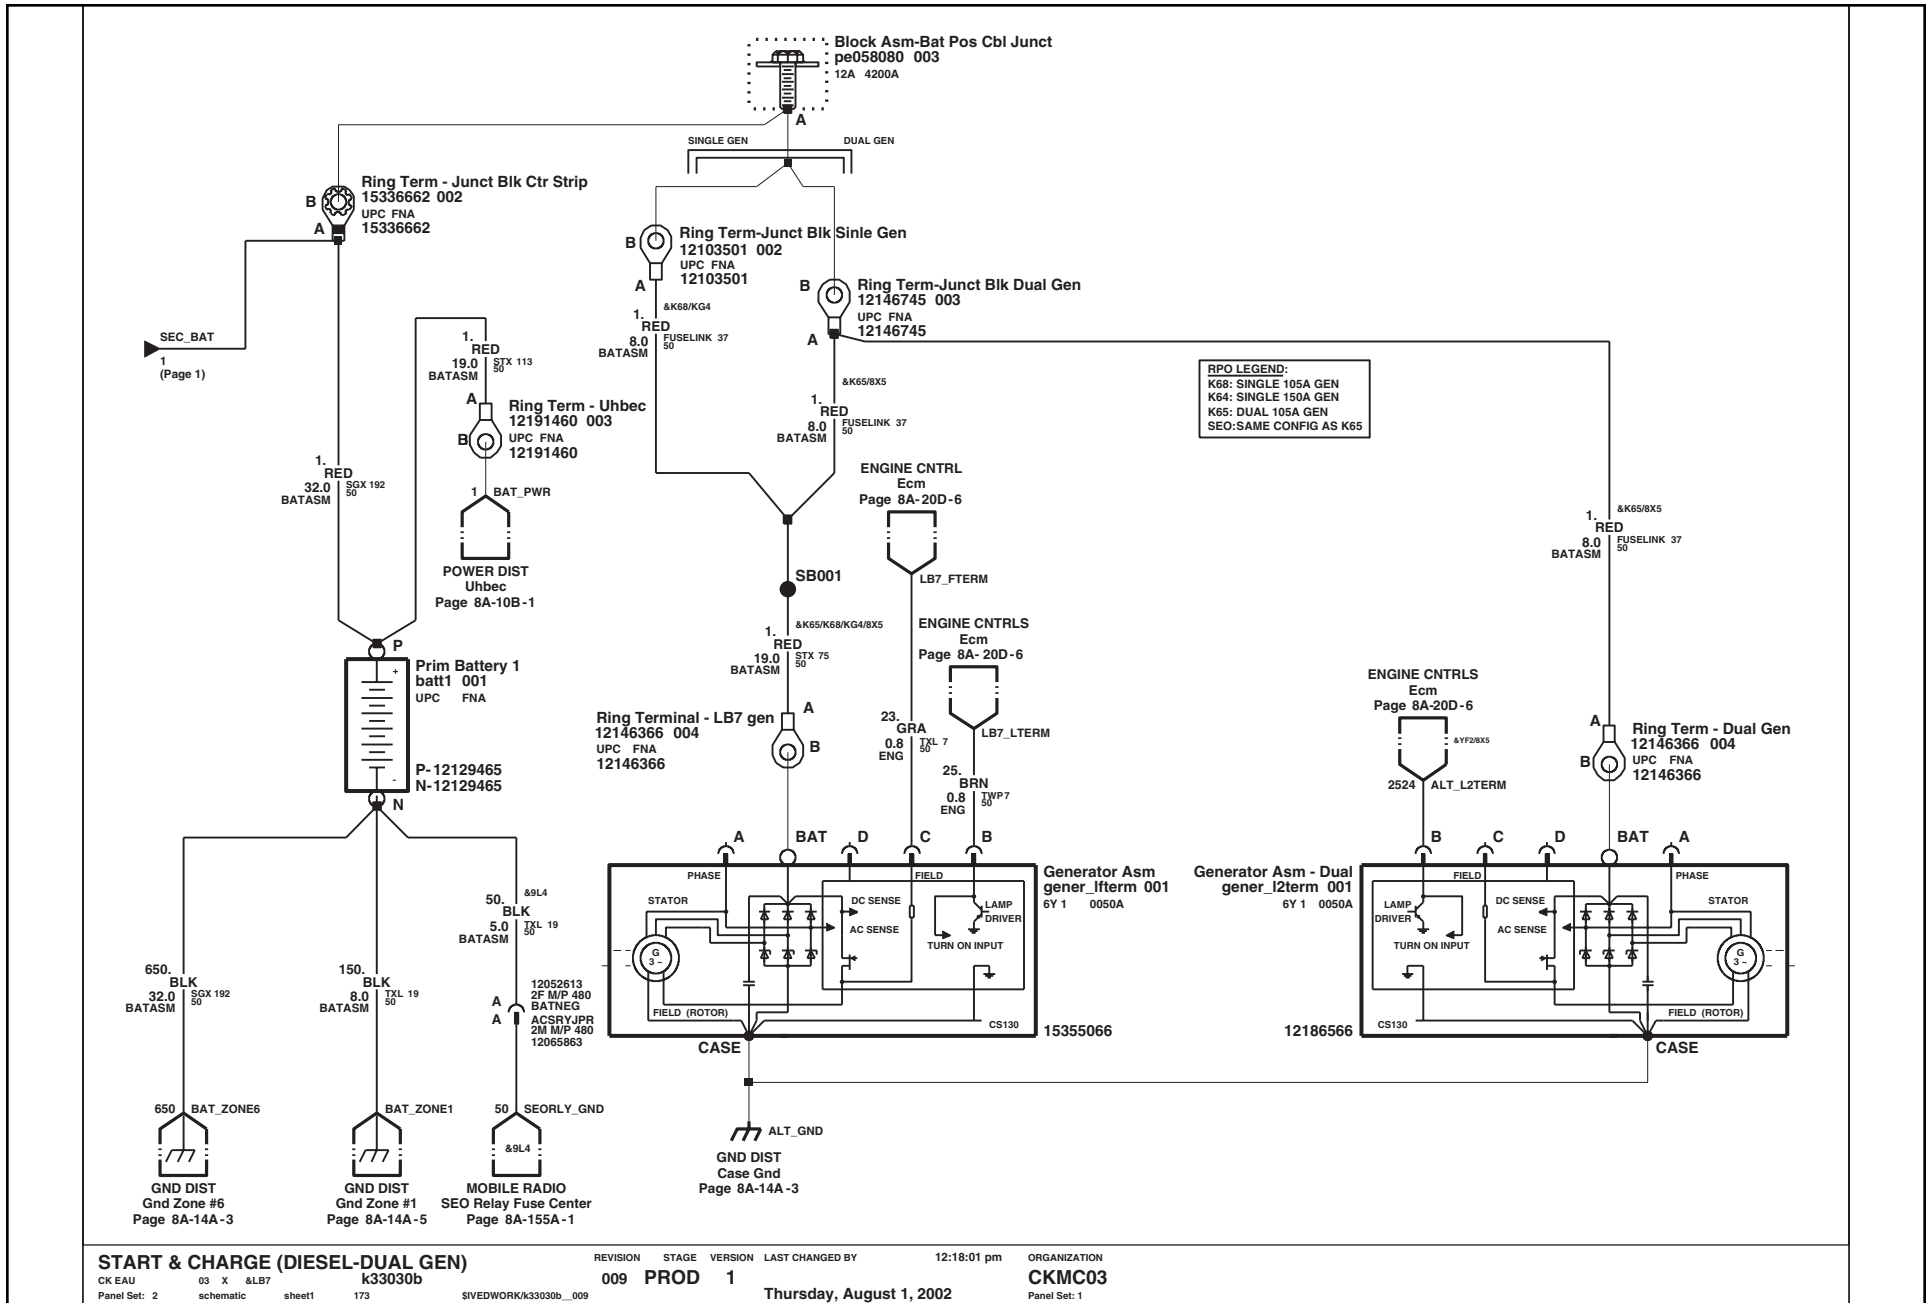 Block Asm-Bat Pos Cbl Junct
pe058080 003
12A 4200A
A
SINGLE GEN
DUAL GEN
Ring Term - Junct Blk Ctr Strip
15336662 002
UPC FNA
15336662
B
A
SEC_BAT
1
(Page 1)
Ring Term-Junct Blk Sinle Gen
12103501 002
UPC FNA
12103501
B
A
&K68/KG4
1.
RED
8.0
BATASM
FUSELINK 37
50
Ring Term-Junct Blk Dual Gen
12146745 003
UPC FNA
12146745
B
A
&K65/8X5
1.
RED
8.0
BATASM
FUSELINK 37
50
RPO LEGEND:
K68: SINGLE 105A GEN
K64: SINGLE 150A GEN
K65: DUAL 105A GEN
SEO:SAME CONFIG AS K65
1.
RED
19.0
BATASM
STX 113
50
A
B
Ring Term - Uhbec
12191460 003
UPC FNA
12191460
1
BAT_PWR
POWER DIST
Uhbec
Page 8A-10B-1
1.
RED
32.0
BATASM
SGX 192
50
ENGINE CNTRL
Ecm
Page 8A-20D-6
LB7_FTERM
&K65/8X5
1.
RED
8.0
BATASM
FUSELINK 37
50
SB001
&K65/K68/KG4/8X5
1.
RED
19.0
BATASM
STX 75
50
ENGINE CNTRLS
Ecm
Page 8A-20D-6
LB7_LTERM
P
Prim Battery 1
batt1 001
UPC FNA
+
-
P-12129465
N-12129465
N
Ring Terminal - LB7 gen
12146366 004
UPC FNA
12146366
A
B
23.
GRA
0.8
ENG
TXL 7
50
25.
BRN
0.8
ENG
TWP7
50
ENGINE CNTRLS
Ecm
Page 8A-20D-6
&YF2/8X5
2524
ALT_L2TERM
Ring Term - Dual Gen
12146366 004
UPC FNA
12146366
A
B
A
BAT
D
C
B
PHASE
FIELD
STATOR
DC SENSE
AC SENSE
LAMP
DRIVER
TURN ON INPUT
G
3 ~
FIELD (ROTOR)
CS130
CASE
Generator Asm
gener_lfterm 001
6Y 1 0050A
15355066
B
C
D
BAT
A
FIELD
PHASE
DC SENSE
STATOR
LAMP
DRIVER
AC SENSE
TURN ON INPUT
G
3 ~
FIELD (ROTOR)
CS130
CASE
Generator Asm - Dual
gener_l2term 001
6Y 1 0050A
12186566
650.
BLK
32.0
BATASM
SGX 192
50
150.
BLK
8.0
BATASM
TXL 19
50
&9L4
50.
BLK
5.0
BATASM
TXL 19
50
A
A
12052613
2F M/P 480
BATNEG
ACSRYJPR
2M M/P 480
12065863
650
BAT_ZONE6
GND DIST
Gnd Zone #6
Page 8A-14A-3
BAT_ZONE1
GND DIST
Gnd Zone #1
Page 8A-14A-5
50
SEORLY_GND
&9L4
MOBILE RADIO
SEO Relay Fuse Center
Page 8A-155A-1
ALT_GND
GND DIST
Case Gnd
Page 8A-14A-3
START & CHARGE (DIESEL-DUAL GEN)
CK EAU 03 X &LB7 k33030b
Panel Set: 2 schematic sheet1 173 $IVEDWORK/k33030b__009
REVISION STAGE VERSION LAST CHANGED BY 12:18:01 pm ORGANIZATION
009 PROD 1 CKMC03
Thursday, August 1, 2002 Panel Set: 1